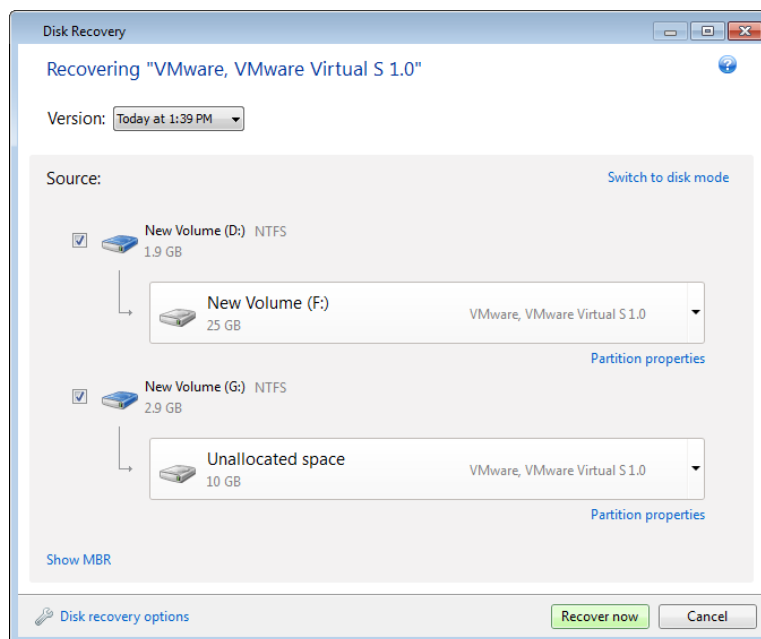 Disk Recovery
Recovering "VMware, VMware Virtual S 1.0"
?
Version: Today at 1:39 PM
Source:
Switch to disk mode
New Volume (D:) NTFS
1.9 GB
New Volume (F:) VMware, VMware Virtual S 1.0
25 GB
Partition properties
New Volume (G:) NTFS
2.9 GB
Unallocated space VMware, VMware Virtual S 1.0
10 GB
Partition properties
Show MBR
Disk recovery options
Recover now
Cancel